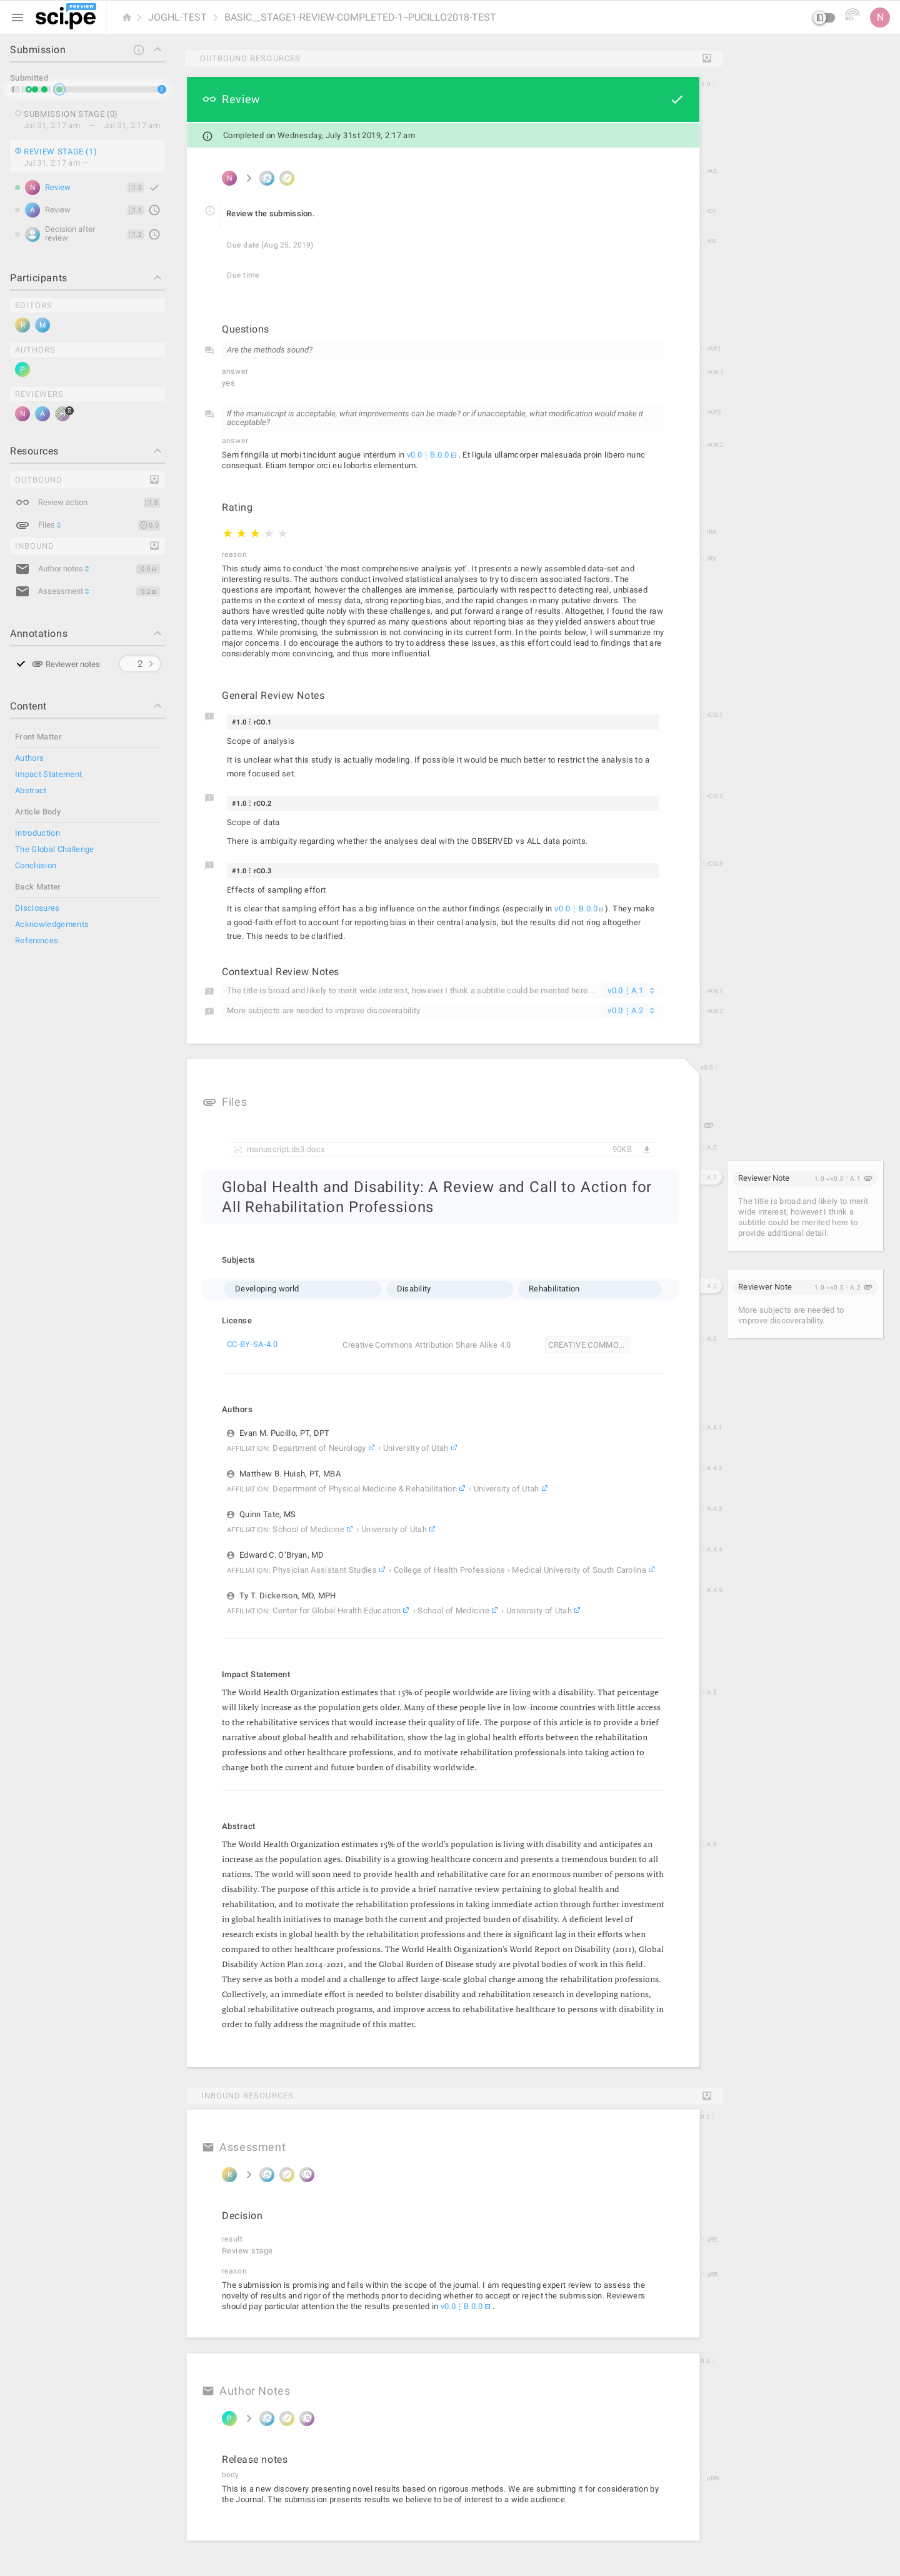 sci.pe PREVIEW
JOGHL-TEST
BASIC__STAGE1-REVIEW-COMPLETED-1--PUCILLO2018-TEST
N
Submission
Submitted
2
SUBMISSION STAGE (0)
Jul 31, 2:17 am — Jul 31, 2:17 am
REVIEW STAGE (1)
Jul 31, 2:17 am —
N Review 1.0
A Review 1.1
Decision after
review 1.2
Participants
EDITORS
R M
AUTHORS
P
REVIEWERS
N A H
Resources
OUTBOUND
Review action 1.0
Files 0.0
INBOUND
Author notes 0.0
Assessment 0.2
Annotations
Reviewer notes 2
Content
Front Matter
Authors
Impact Statement
Abstract
Article Body
Introduction
The Global Challenge
Conclusion
Back Matter
Disclosures
Acknowledgements
References
OUTBOUND RESOURCES
Review
Completed on Wednesday, July 31st 2019, 2:17 am
N
Review the submission.
Due date (Aug 25, 2019)
Due time
Questions
Are the methods sound?
answer
yes
If the manuscript is acceptable, what improvements can be made? or if unacceptable, what modification would make it
acceptable?
answer
Sem fringilla ut morbi tincidunt augue interdum in v0.0⋮B.0.0. Et ligula ullamcorper malesuada proin libero nunc
consequat. Etiam tempor orci eu lobortis elementum.
Rating
reason
This study aims to conduct 'the most comprehensive analysis yet'. It presents a newly assembled data-set and
interesting results. The authors conduct involved statistical analyses to try to discern associated factors. The
questions are important, however the challenges are immense, particularly with respect to detecting real, unbiased
patterns in the context of messy data, strong reporting bias, and the rapid changes in many putative drivers. The
authors have wrestled quite nobly with these challenges, and put forward a range of results. Altogether, I found the raw
data very interesting, though they spurred as many questions about reporting bias as they yielded answers about true
patterns. While promising, the submission is not convincing in its current form. In the points below, I will summarize my
major concerns. I do encourage the authors to try to address these issues, as this effort could lead to findings that are
considerably more convincing, and thus more influential.
General Review Notes
#1.0⋮rCO.1
Scope of analysis
It is unclear what this study is actually modeling. If possible it would be much better to restrict the analysis to a
more focused set.
#1.0⋮rCO.2
Scope of data
There is ambiguity regarding whether the analyses deal with the OBSERVED vs ALL data points.
#1.0⋮rCO.3
Effects of sampling effort
It is clear that sampling effort has a big influence on the author findings (especially in v0.0⋮B.0.0). They make
a good-faith effort to account for reporting bias in their central analysis, but the results did not ring altogether
true. This needs to be clarified.
Contextual Review Notes
The title is broad and likely to merit wide interest, however I think a subtitle could be merited here ... v0.0⋮A.1
More subjects are needed to improve discoverability. v0.0⋮A.2
Files
manuscript.ds3.docx 90KB
Global Health and Disability: A Review and Call to Action for
All Rehabilitation Professions
Subjects
Developing world Disability Rehabilitation
License
CC-BY-SA-4.0 Creative Commons Attribution Share Alike 4.0 CREATIVE COMMO...
Authors
Evan M. Pucillo, PT, DPT
AFFILIATION: Department of Neurology ‹ University of Utah
Matthew B. Huish, PT, MBA
AFFILIATION: Department of Physical Medicine & Rehabilitation ‹ University of Utah
Quinn Tate, MS
AFFILIATION: School of Medicine ‹ University of Utah
Edward C. O'Bryan, MD
AFFILIATION: Physician Assistant Studies ‹ College of Health Professions ‹ Medical University of South Carolina
Ty T. Dickerson, MD, MPH
AFFILIATION: Center for Global Health Education ‹ School of Medicine ‹ University of Utah
Impact Statement
The World Health Organization estimates that 15% of people worldwide are living with a disability. That percentage
will likely increase as the population gets older. Many of these people live in low-income countries with little access
to the rehabilitative services that would increase their quality of life. The purpose of this article is to provide a brief
narrative about global health and rehabilitation, show the lag in global health efforts between the rehabilitation
professions and other healthcare professions, and to motivate rehabilitation professionals into taking action to
change both the current and future burden of disability worldwide.
Abstract
The World Health Organization estimates 15% of the world's population is living with disability and anticipates an
increase as the population ages. Disability is a growing healthcare concern and presents a tremendous burden to all
nations. The world will soon need to provide health and rehabilitative care for an enormous number of persons with
disability. The purpose of this article is to provide a brief narrative review pertaining to global health and
rehabilitation, and to motivate the rehabilitation professions in taking immediate action through further investment
in global health initiatives to manage both the current and projected burden of disability. A deficient level of
research exists in global health by the rehabilitation professions and there is significant lag in their efforts when
compared to other healthcare professions. The World Health Organization's World Report on Disability (2011), Global
Disability Action Plan 2014-2021, and the Global Burden of Disease study are pivotal bodies of work in this field.
They serve as both a model and a challenge to affect large-scale global change among the rehabilitation professions.
Collectively, an immediate effort is needed to bolster disability and rehabilitation research in developing nations,
global rehabilitative outreach programs, and improve access to rehabilitative healthcare to persons with disability in
order to fully address the magnitude of this matter.
Reviewer Note 1.0→v0.0⋮A.1
The title is broad and likely to merit
wide interest, however I think a
subtitle could be merited here to
provide additional detail.
Reviewer Note 1.0→v0.0⋮A.2
More subjects are needed to
improve discoverability.
INBOUND RESOURCES
Assessment
R
Decision
result
Review stage
reason
The submission is promising and falls within the scope of the journal. I am requesting expert review to assess the
novelty of results and rigor of the methods prior to deciding whether to accept or reject the submission. Reviewers
should pay particular attention the the results presented in v0.0⋮B.0.0.
Author Notes
P
Release notes
body
This is a new discovery presenting novel results based on rigorous methods. We are submitting it for consideration by
the Journal. The submission presents results we believe to be of interest to a wide audience.